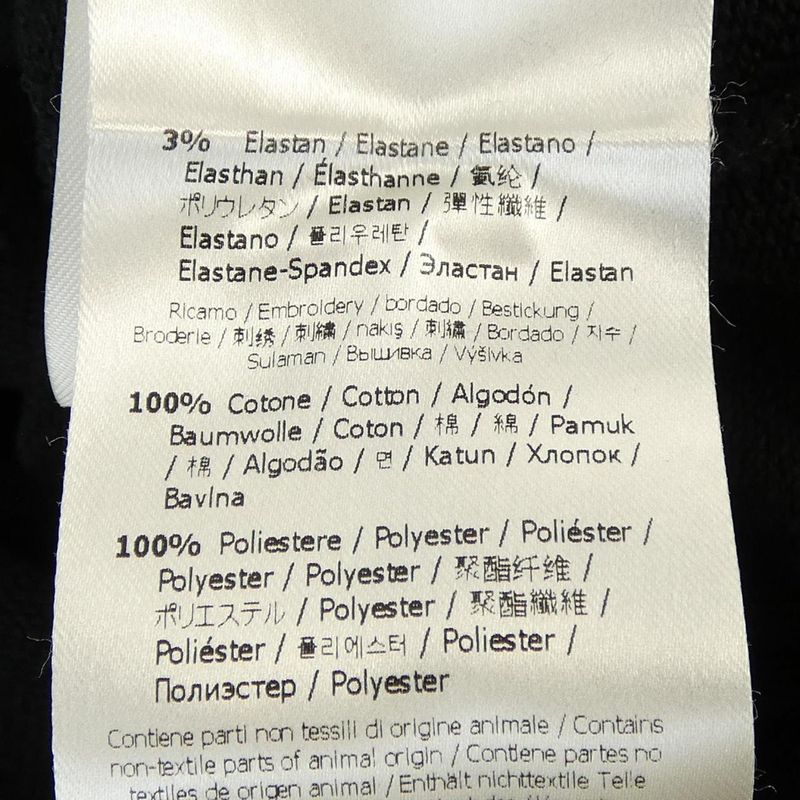 3% Elastan / Elastane / Elastano /
Elasthan / Élasthanne / 氨纶 /
ポリウレタン / Elastan / 彈性纖維 /
Elastano / 폴리우레탄 /
Elastane-Spandex / Эластан / Elastan
Ricamo / Embroidery / bordado / Bestickung /
Broderie / 刺绣 / 刺繍 / nakış / 刺繡 / Bordado / 자수 /
Sulaman / Вышивка / Výšivka
100% Cotone / Cotton / Algodón /
Baumwolle / Coton / 棉 / 綿 / Pamuk
/ 棉 / Algodão / 면 / Katun / Хлопок /
Bavlna
100% Poliestere / Polyester / Poliéster /
Polyester / Polyester / 聚酯纤维 /
ポリエステル / Polyester / 聚酯纖維 /
Poliéster / 폴리에스터 / Poliester /
Полиэстер / Polyester
Contiene parti non tessili di origine animale / Contains
non-textile parts of animal origin / Contiene partes no
textiles de origen animal / Enthält nichttextile Teile